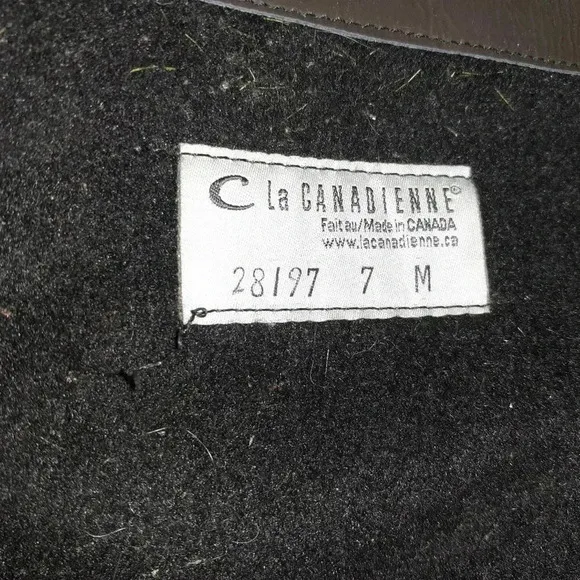 C La CANADIENNE®
Fait au/Made in CANADA
www.lacanadienne.ca
28197 7 M